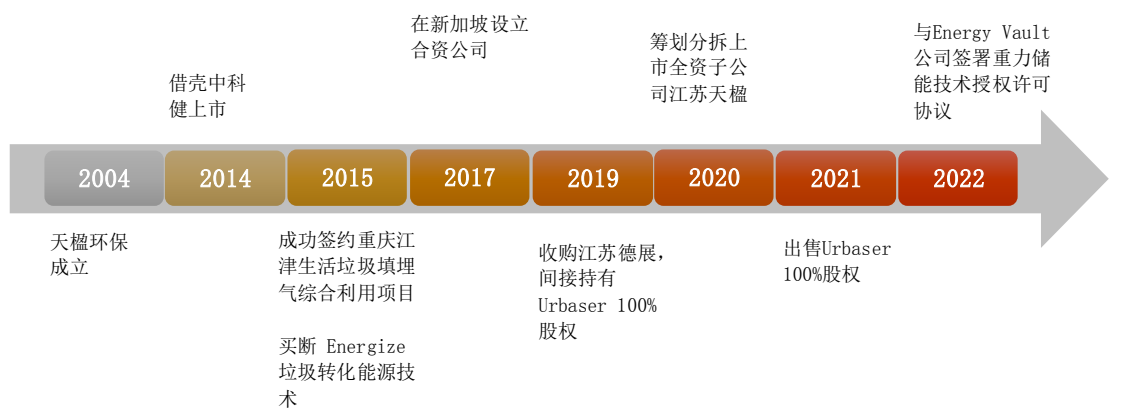 在新加坡设立
合资公司
与Energy Vault
公司签署重力储
能技术授权许可
协议
筹划分拆上
市全资子公
司江苏天楹
借壳中科
健上市
2004
2014
2015
2017
2019
2020
2021
2022
天楹环保
成立
成功签约重庆江
津生活垃圾填埋
气综合利用项目
买断 Energize
垃圾转化能源技
术
收购江苏德展，
间接持有
Urbaser 100%
股权
出售Urbaser
100%股权